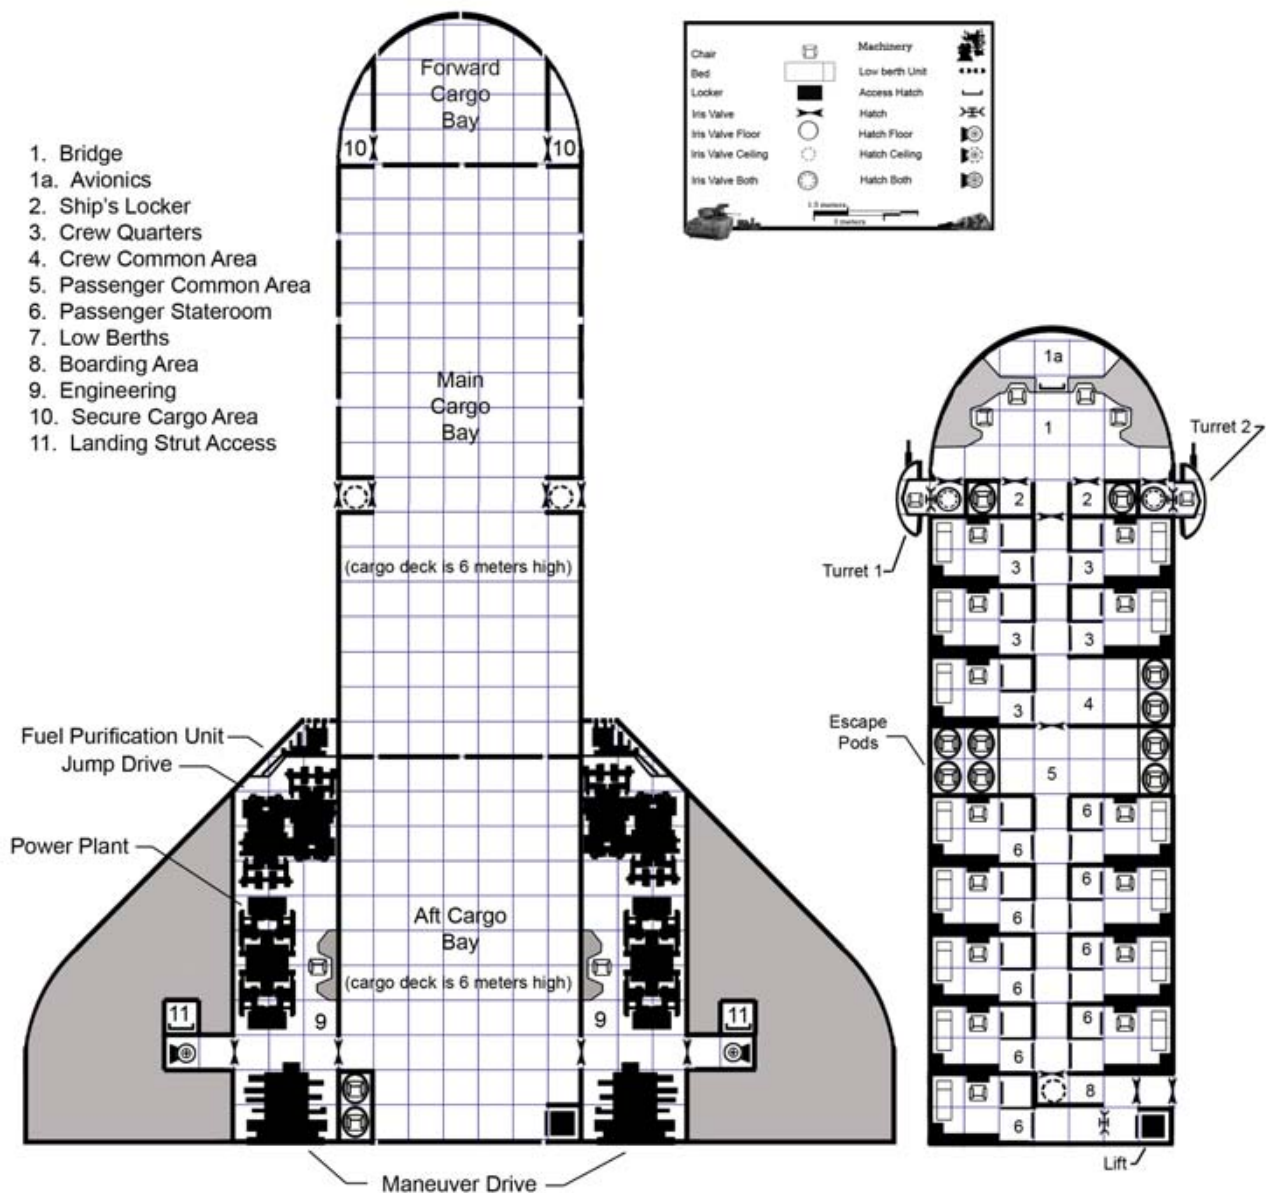 Forward
Cargo
Bay
10
10
1. Bridge
1a. Avionics
2. Ship's Locker
3. Crew Quarters
4. Crew Common Area
5. Passenger Common Area
6. Passenger Stateroom
7. Low Berths
8. Boarding Area
9. Engineering
10. Secure Cargo Area
11. Landing Strut Access
Main
Cargo
Bay
(cargo deck is 6 meters high)
Fuel Purification Unit
Jump Drive
Power Plant
Aft Cargo
Bay
(cargo deck is 6 meters high)
9
9
11
11
Maneuver Drive
Chair
Machinery
Bed
Low berth Unit
Locker
Access Hatch
Iris Valve
Hatch
Iris Valve Floor
Hatch Floor
Iris Valve Ceiling
Hatch Ceiling
Iris Valve Both
Hatch Both
1.5 meters
3 meters
1a
1
Turret 2
2
2
Turret 1
3
3
3
3
3
4
Escape
Pods
5
6
6
6
6
6
6
6
6
8
6
Lift